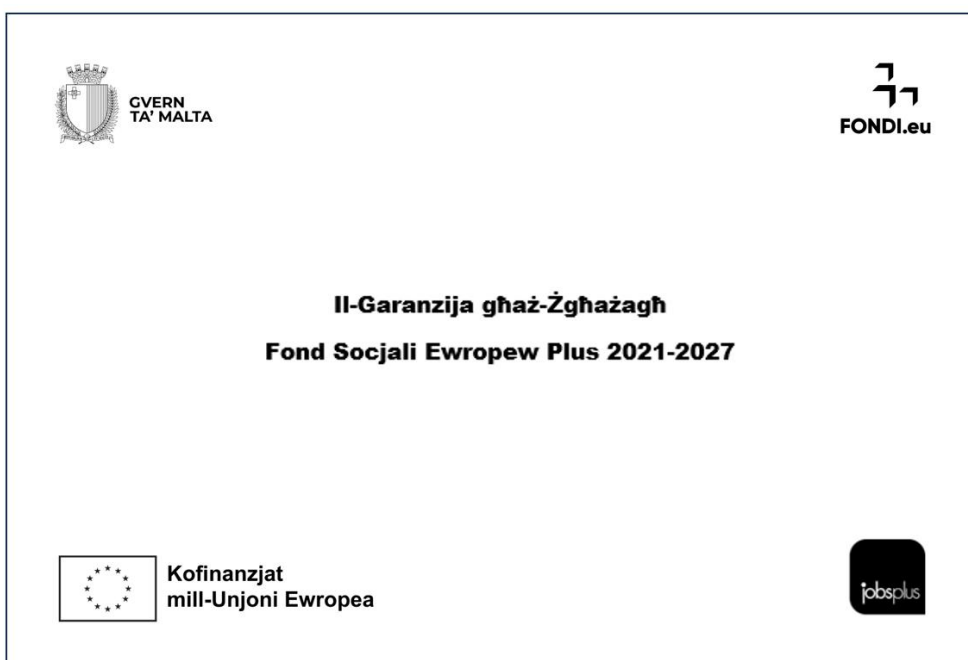 GVERN
TA' MALTA
FONDI.eu
Il-Garanzija għaż-Żgħażagħ
Fond Socjali Ewropew Plus 2021-2027
Kofinanzjat
mill-Unjoni Ewropea
jobsplus